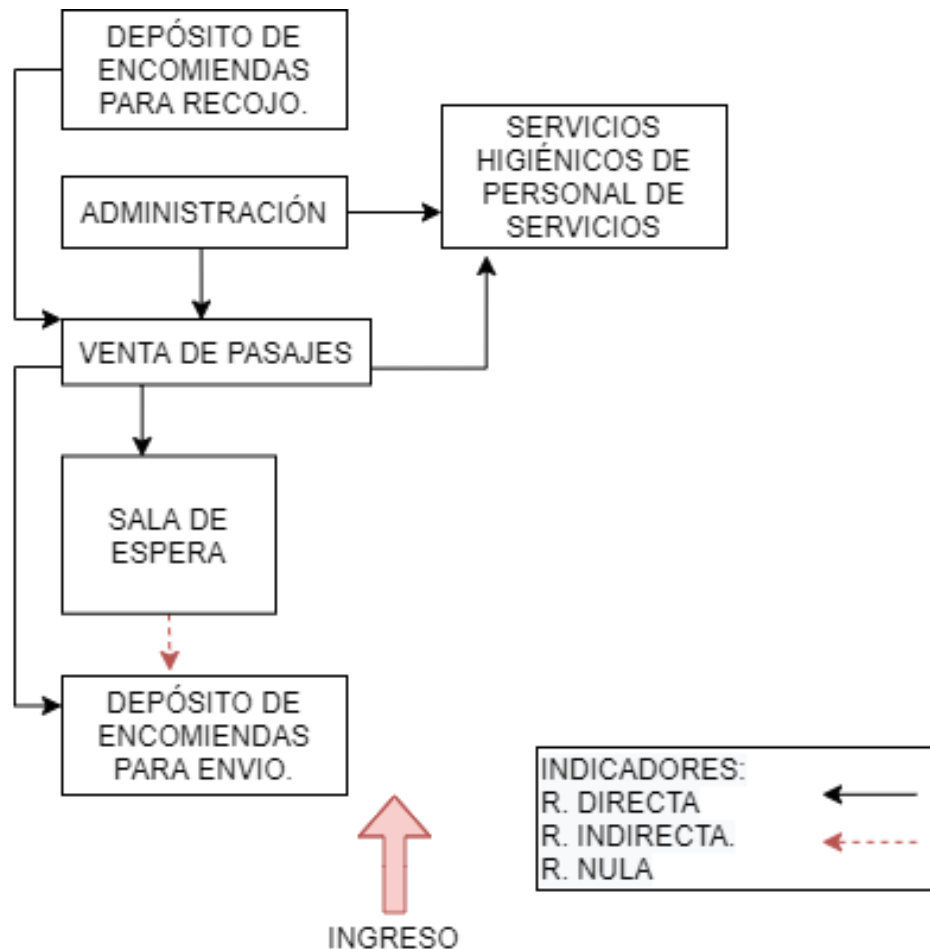 DEPÓSITO DE
ENCOMIENDAS
PARA RECOJO.
SERVICIOS
HIGIÉNICOS DE
PERSONAL DE
SERVICIOS
ADMINISTRACIÓN
VENTA DE PASAJES
SALA DE
ESPERA
DEPÓSITO DE
ENCOMIENDAS
PARA ENVIO.
INDICADORES:
R. DIRECTA
R. INDIRECTA.
R. NULA
INGRESO